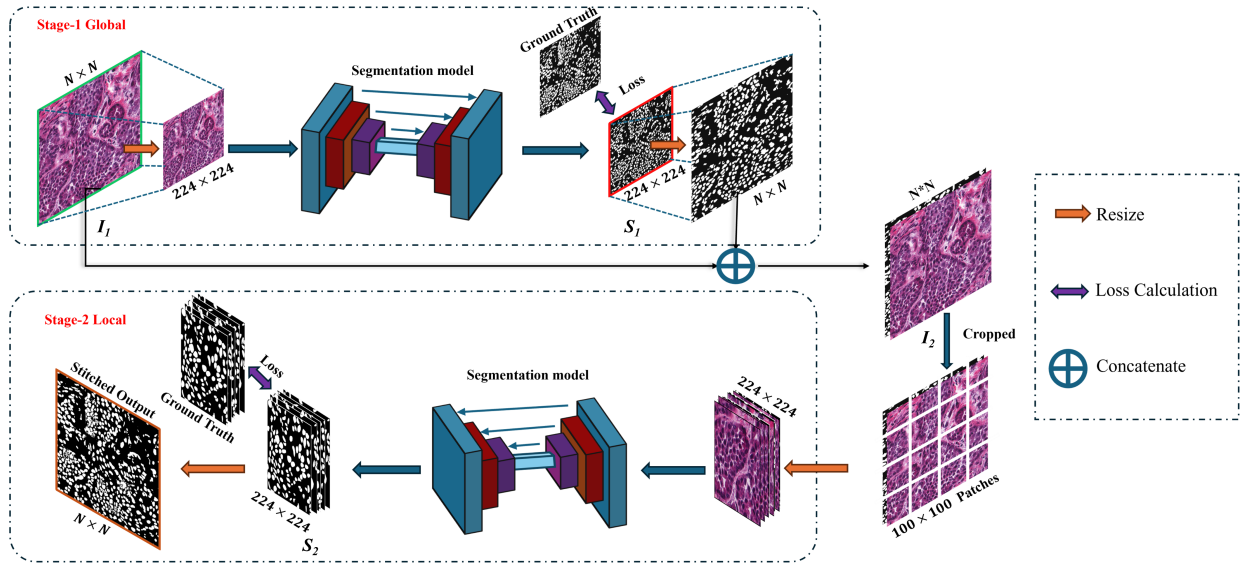 Stage-1 Global
N × N
I₁
224 × 224
Segmentation model
Ground Truth
Loss
224 × 224
S₁
N × N
N*N
I₂
Cropped
100 × 100 Patches
Resize
Loss Calculation
Concatenate
Stage-2 Local
Stitched Output
N × N
Ground Truth
Loss
224 × 224
S₂
Segmentation model
224 × 224